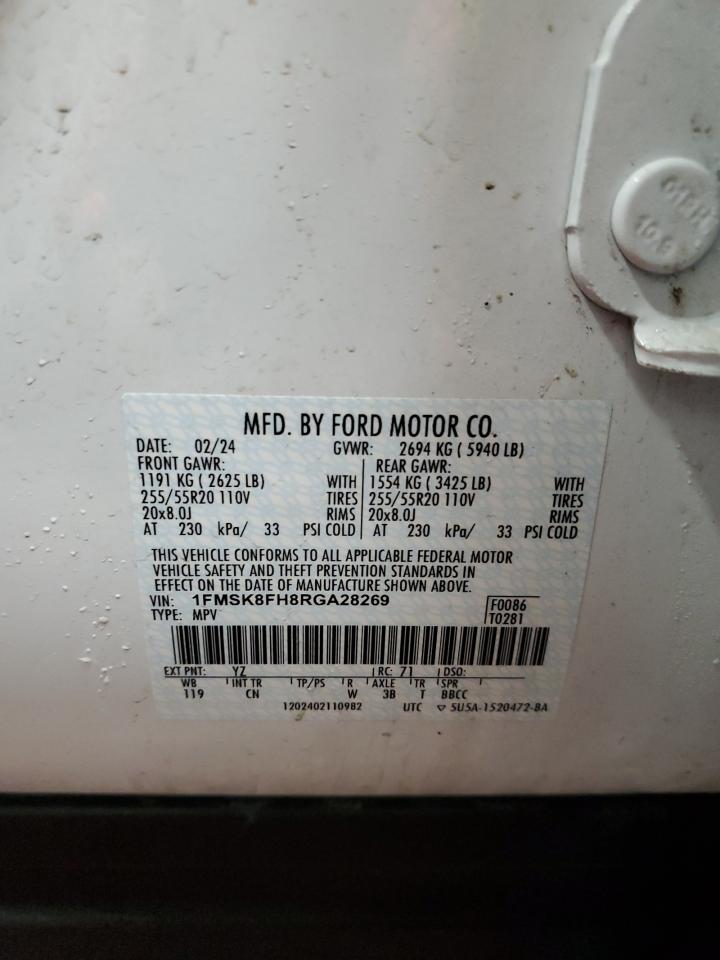 MFD. BY FORD MOTOR CO.
DATE: 02/24 GVWR: 2694 KG ( 5940 LB)
FRONT GAWR: REAR GAWR:
1191 KG ( 2625 LB) WITH 1554 KG ( 3425 LB) WITH
255/55R20 110V TIRES 255/55R20 110V TIRES
20x8.0J RIMS 20x8.0J RIMS
AT 230 kPa/ 33 PSI COLD AT 230 kPa/ 33 PSI COLD
THIS VEHICLE CONFORMS TO ALL APPLICABLE FEDERAL MOTOR
VEHICLE SAFETY AND THEFT PREVENTION STANDARDS IN
EFFECT ON THE DATE OF MANUFACTURE SHOWN ABOVE.
VIN: 1FMSK8FH8RGA28269 F0086
TYPE: MPV T0281
EXT PNT: YZ RC: 71 DSO:
WB INT TR TP/PS R AXLE TR SPR
119 CN W 3B T BBCC
1202402110982 UTC ▽ 5U5A-1520472-BA